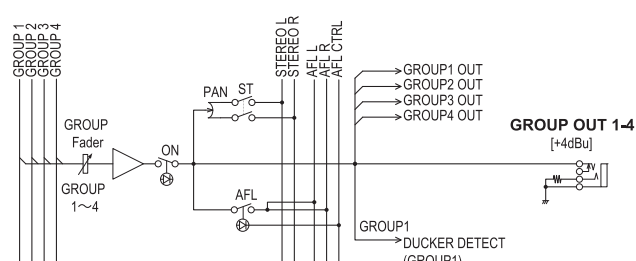 GROUP 1
GROUP 2
GROUP 3
GROUP 4
STEREO L
STEREO R
AFL L
AFL R
AFL CTRL
GROUP1 OUT
GROUP2 OUT
GROUP3 OUT
GROUP4 OUT
PAN ST
GROUP
Fader
ON
GROUP OUT 1-4
[+4dBu]
GROUP
1～4
AFL
GROUP1
DUCKER DETECT
(GROUP1)